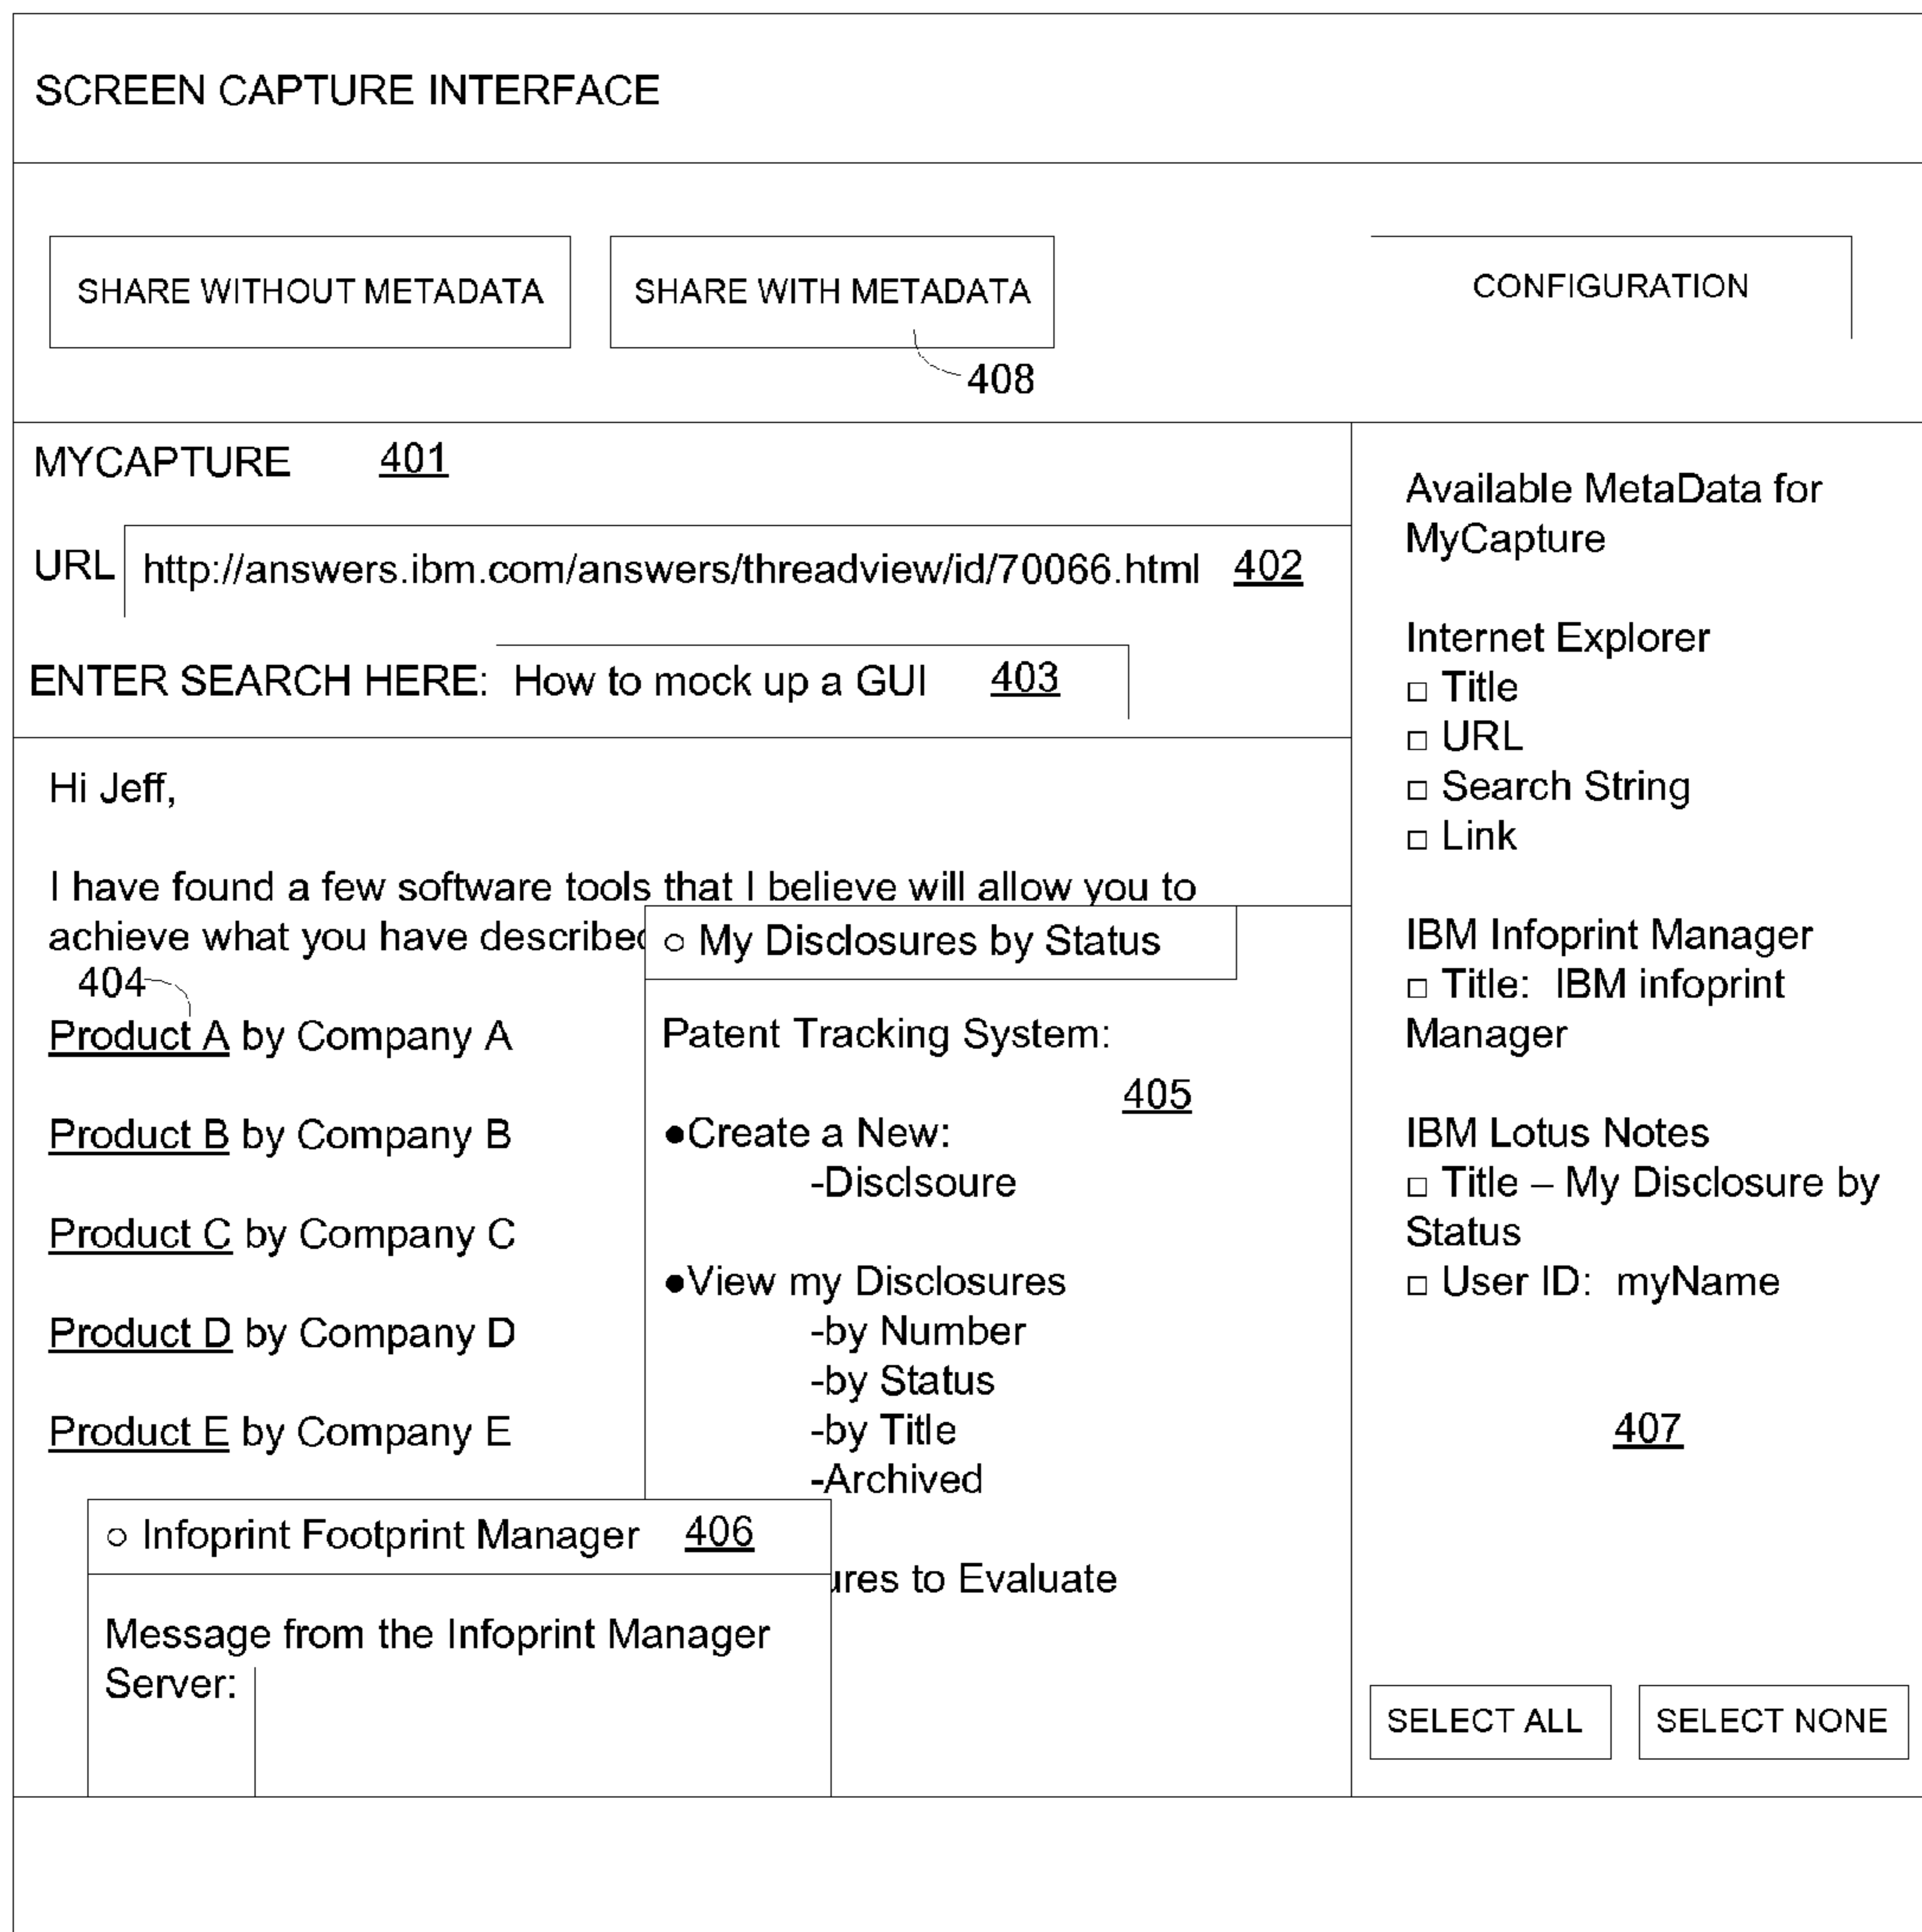 SCREEN CAPTURE INTERFACE
SHARE WITHOUT METADATA
SHARE WITH METADATA
CONFIGURATION
408
MYCAPTURE 401
URL http://answers.ibm.com/answers/threadview/id/70066.html 402
ENTER SEARCH HERE: How to mock up a GUI 403
Hi Jeff,
I have found a few software tools that I believe will allow you to
achieve what you have described
404
Product A by Company A
Product B by Company B
Product C by Company C
Product D by Company D
Product E by Company E
○ My Disclosures by Status
Patent Tracking System:
405
●Create a New:
-Disclsoure
●View my Disclosures
-by Number
-by Status
-by Title
-Archived
ures to Evaluate
○ Infoprint Footprint Manager 406
Message from the Infoprint Manager
Server:
Available MetaData for
MyCapture
Internet Explorer
□ Title
□ URL
□ Search String
□ Link
IBM Infoprint Manager
□ Title: IBM infoprint
Manager
IBM Lotus Notes
□ Title – My Disclosure by
Status
□ User ID: myName
407
SELECT ALL
SELECT NONE